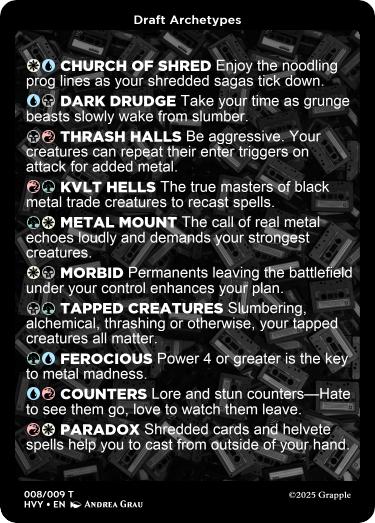 Draft Archetypes
CHURCH OF SHRED Enjoy the noodling
prog lines as your shredded sagas tick down.
DARK DRUDGE Take your time as grunge
beasts slowly wake from slumber.
THRASH HALLS Be aggressive. Your
creatures can repeat their enter triggers on
attack for added metal.
KVLT HELLS The true masters of black
metal trade creatures to recast spells.
METAL MOUNT The call of real metal
echoes loudly and demands your strongest
creatures.
MORBID Permanents leaving the battlefield
under your control enhances your plan.
TAPPED CREATURES Slumbering,
alchemical, thrashing or otherwise, your tapped
creatures all matter.
FEROCIOUS Power 4 or greater is the key
to metal madness.
COUNTERS Lore and stun counters—Hate
to see them go, love to watch them leave.
PARADOX Shredded cards and helvete
spells help you to cast from outside of your hand.
008/009 T
HVY • EN Andrea Grau
©2025 Grapple